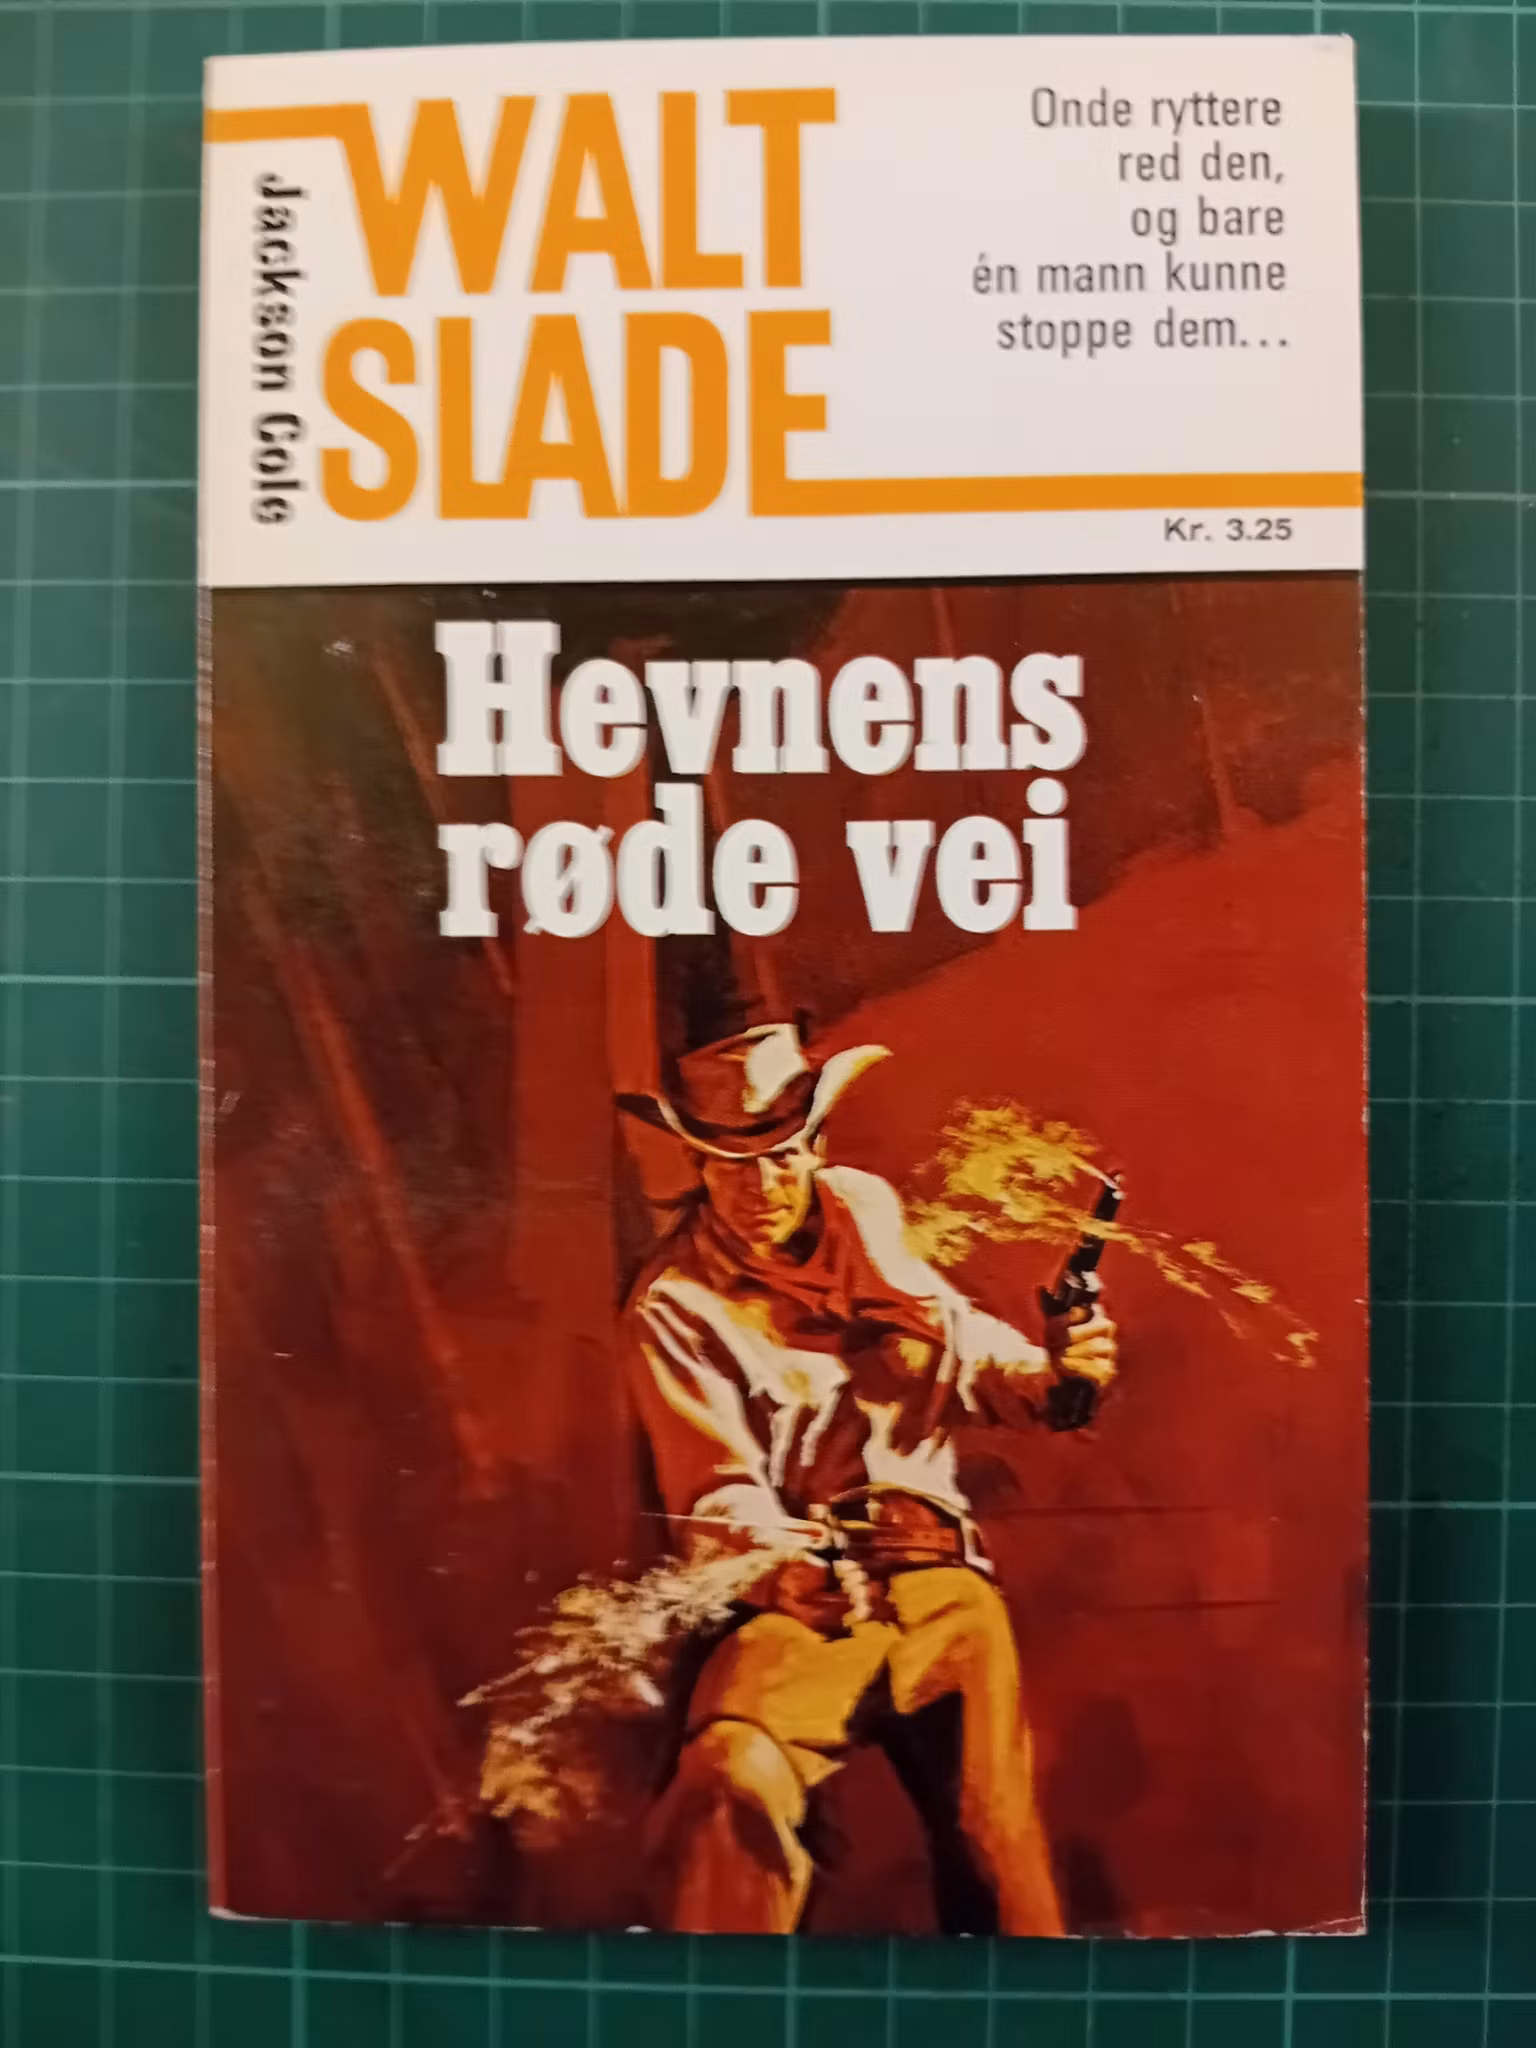 WALT
SLADE
Jackson Cole
Onde ryttere
red den,
og bare
én mann kunne
stoppe dem...
Kr. 3.25
Hevnens
røde vei